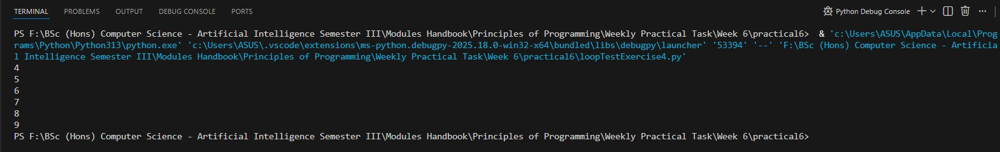 TERMINAL PROBLEMS OUTPUT DEBUG CONSOLE PORTS Python Debug Console
PS F:\BSc (Hons) Computer Science - Artificial Intelligence Semester III\Modules Handbook\Principles of Programming\Weekly Practical Task\Week 6\practical6>  & 'c:\Users\ASUS\AppData\Local\Prog
rams\Python\Python313\python.exe' 'c:\Users\ASUS\.vscode\extensions\ms-python.debugpy-2025.18.0-win32-x64\bundled\libs\debugpy\launcher' '53394' '--' 'F:\BSc (Hons) Computer Science - Artificia
l Intelligence Semester III\Modules Handbook\Principles of Programming\Weekly Practical Task\Week 6\practical6\loopTestExercise4.py'
4
5
6
7
8
9
PS F:\BSc (Hons) Computer Science - Artificial Intelligence Semester III\Modules Handbook\Principles of Programming\Weekly Practical Task\Week 6\practical6>